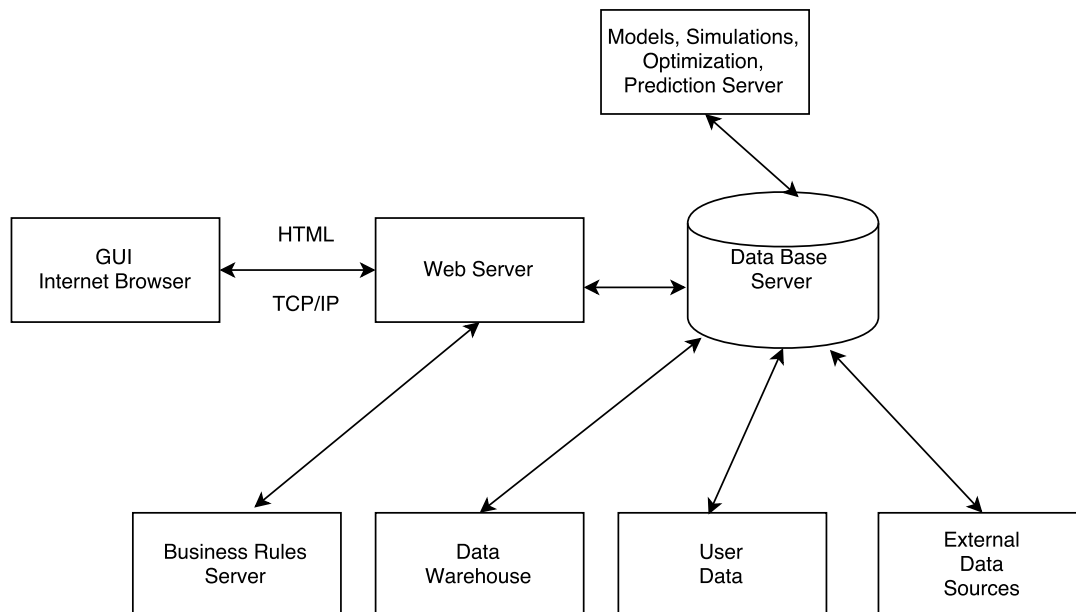 Models, Simulations,
Optimization,
Prediction Server
HTML
GUI
Internet Browser
Web Server
Data Base
Server
TCP/IP
Business Rules
Server
Data
Warehouse
User
Data
External
Data
Sources